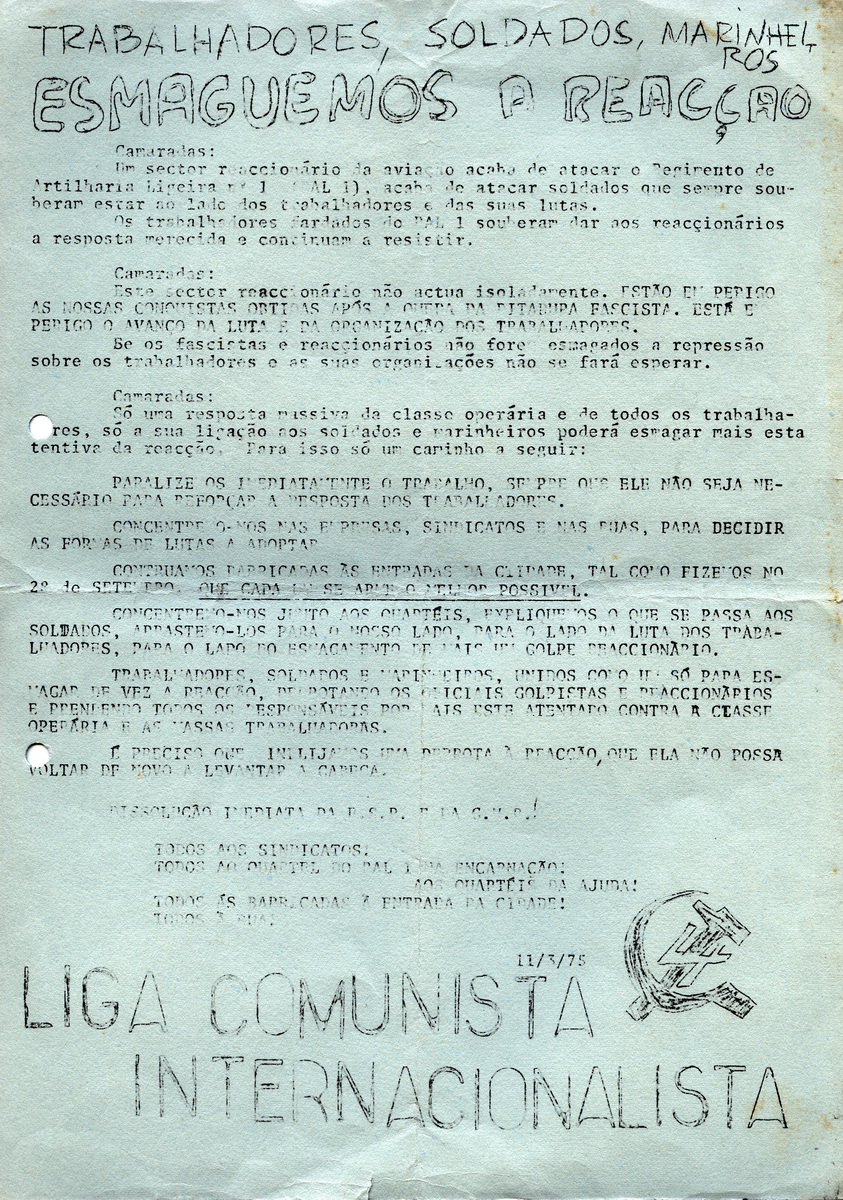 TRABALHADORES, SOLDADOS, MARINHEI,
ROS
ESMAGUEMOS A REACÇÃO
Camaradas:
Um sector reaccionário da aviação acaba de atacar o Regimento de
Artilharia Ligeira nº 1 (RAL 1), acaba de atacar soldados que sempre sou-
beram estar ao lado dos trabalhadores e das suas lutas.
Os trabalhadores fardados do RAL 1 souberam dar aos reacçionários
a resposta merecida e continuam a resistir.
Camaradas:
Este sector reaccionário não actua isoladamente. ESTÃO EM PERIGO
AS NOSSAS CONQUISTAS OBTIDAS APÓS A QUEDA DA DITADURA FASCISTA. ESTÁ E
PERIGO O AVANÇO DA LUTA E DA ORGANIZAÇÃO DOS TRABALHADORES.
Se os fascistas e reacçionários não forem esmagados a repressão
sobre os trabalhadores e as suas organizações não se fará esperar.
Camaradas:
Só uma resposta massiva da classe operária e de todos os trabalha-
res, só a sua ligação aos soldados e marinheiros poderá esmagar mais esta
tentiva da reacção. Para isso só um caminho a seguir:
PARALIZE OS IMEDIATAMENTE O TRABALHO, SEMPRE QUE ELE NÃO SEJA NE-
CESSÁRIO PARA REFORÇAR A RESPOSTA DOS TRABALHADORES.
CONCENTRE O-NOS NAS EMPRESAS, SINDICATOS E NAS RUAS, PARA DECIDIR
AS FORMAS DE LUTAS A ADOPTAR
BARRICADAS ÀS ENTRADAS DA CIDADE, TAL COMO FIZEMOS NO
28 de SETEMBRO. QUE CADA UM SE ARME O MELHOR POSSIVEL.
CONCENTREMO-NOS JUNTO AOS QUARTÉIS, EXPLIQUEMOS O QUE SE PASSA AOS
SOLDADOS, ARRASTEMO-LOS PARA O NOSSO LADO, PARA O LADO DA LUTA DOS TRABA-
LHADORES, PARA O LADO DO ESMAGAMENTO DE MAIS UM GOLPE REACCIONÁRIO.
TRABALHADORES, SOLDADOS E MARINHEIROS, UNIDOS COMO UM SÓ PARA ES-
MAGAR DE VEZ A REACÇÃO, DERROTANDO OS OFICIAIS GOLPISTAS E REACCIONÁRIOS
E PRENDENDO TODOS OS RESPONSÁVEIS POR MAIS ESTE ATENTADO CONTRA A CLASSE
OPERÁRIA E AS MASSAS TRABALHADORAS.
É PRECISO QUE INFLIJAMOS UMA DERROTA À REACÇÃO, QUE ELA NÃO POSSA
VOLTAR DE NOVO A LEVANTAR A CABEÇA.
DISSOLUÇÃO IMEDIATA DA P.S.P. E DA G.N.R.!
TODOS AOS SINDICATOS!
TODOS AO QUARTEL DO RAL 1 NA ENCARNAÇÃO!
AOS QUARTÉIS DA AJUDA!
TODOS ÀS BARRICADAS À ENTRADA DA CIDADE!
TODOS À RUA!
11/3/75
4
LIGA COMUNISTA
INTERNACIONALISTA